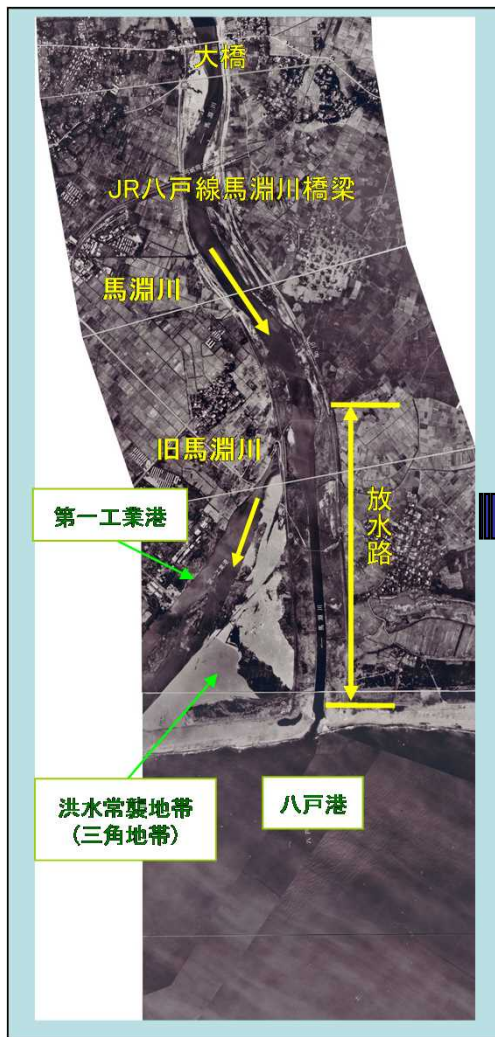 大橋
JR八戸線馬淵川橋梁
馬淵川
旧馬淵川
第一工業港
放水路
洪水常襲地帯
(三角地帯)
八戸港